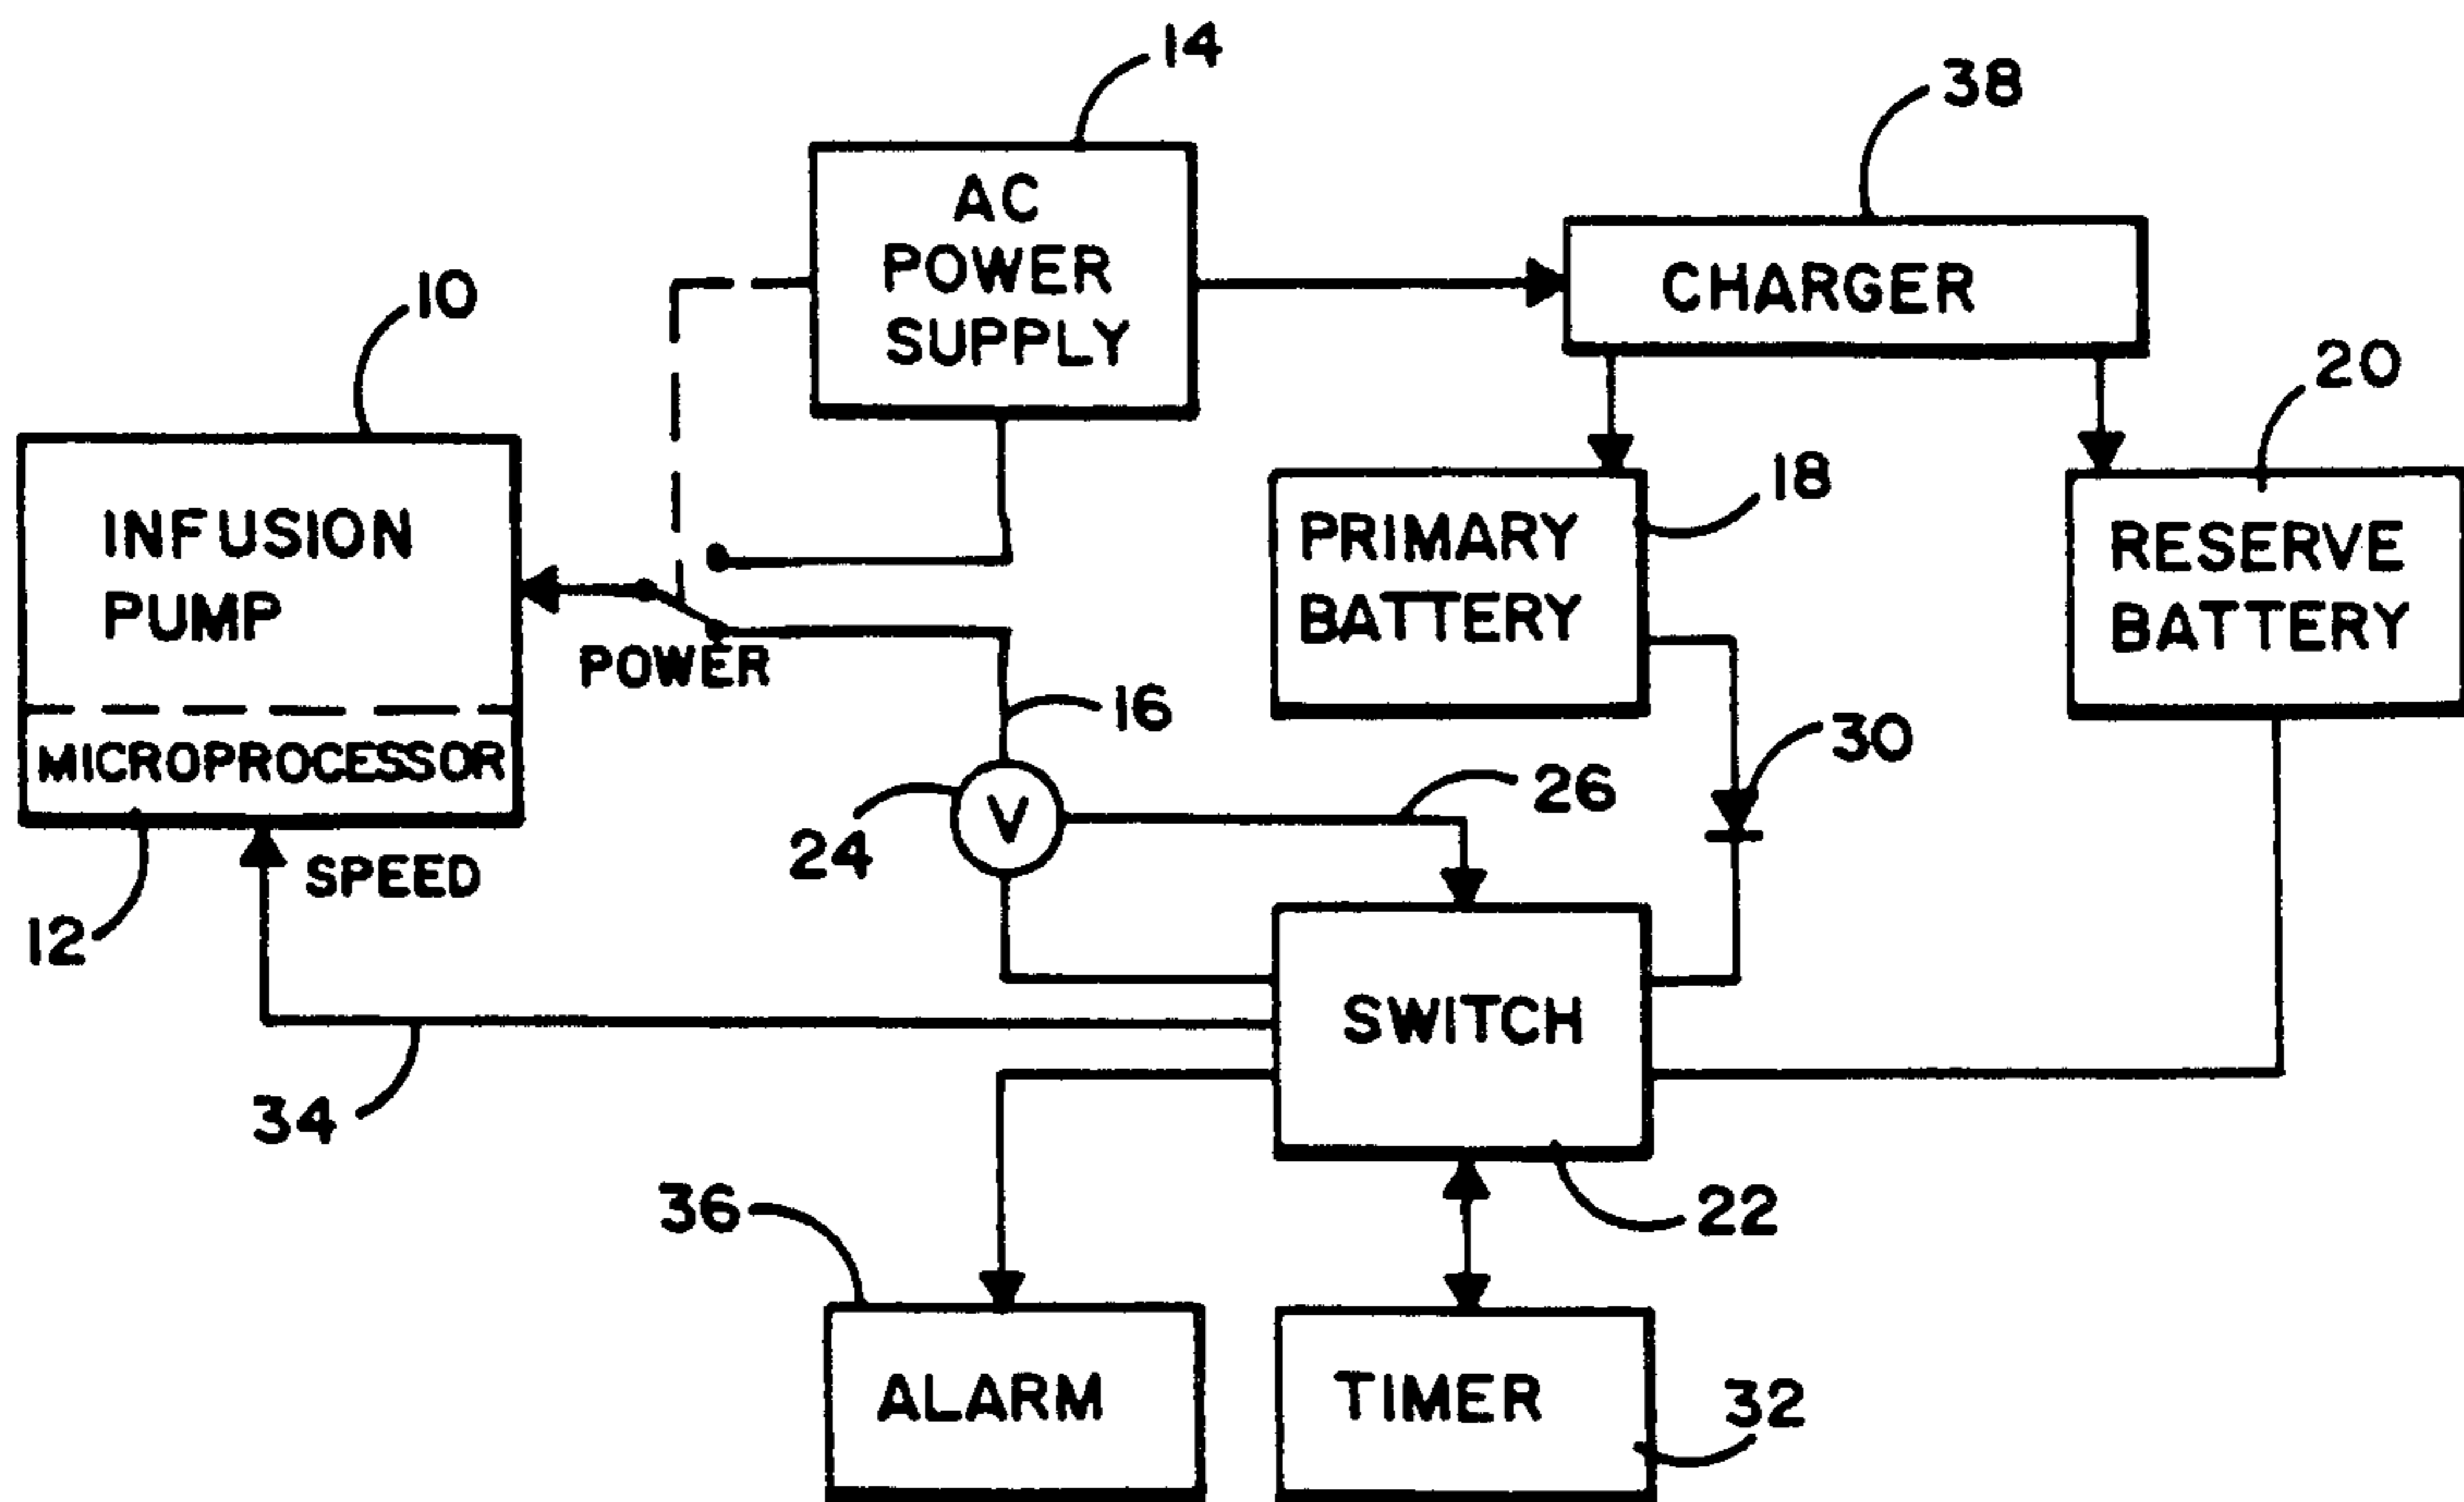 14
38
AC
POWER
SUPPLY
CHARGER
10
20
INFUSION
PUMP
18
PRIMARY
BATTERY
RESERVE
BATTERY
POWER
16
30
MICROPROCESSOR
26
V
24
SPEED
12
SWITCH
34
36
22
ALARM
TIMER
32